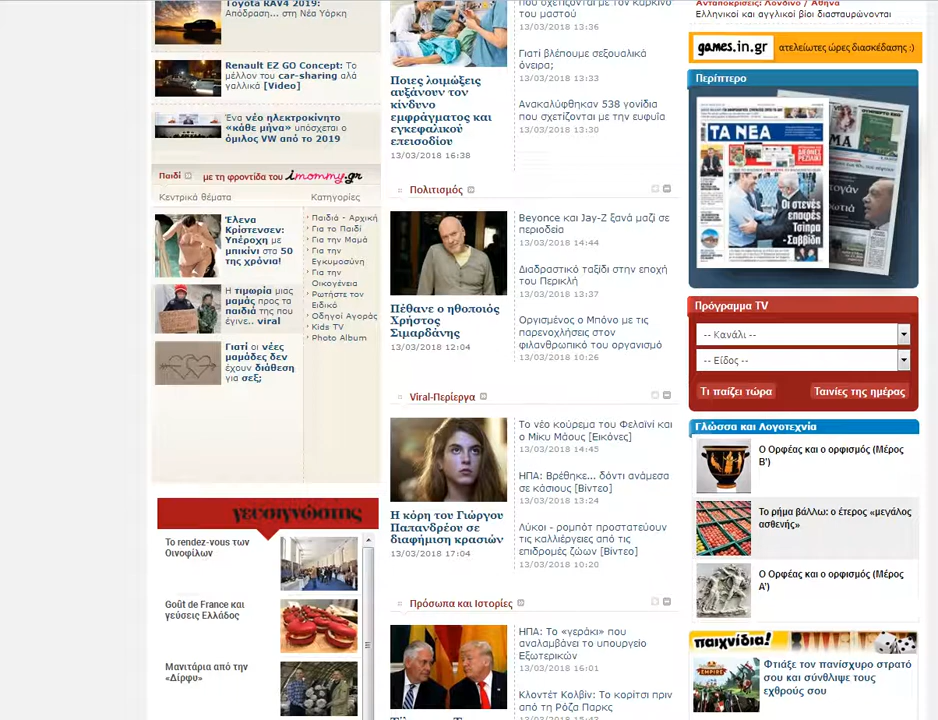 Toyota RAV4 2019:
Απόδραση... στη Νέα Υόρκη
Renault EZ GO Concept: Το
μέλλον του car-sharing αλά
γαλλικά [Video]
Ένα νέο ηλεκτροκίνητο
«κάθε μήνα» υπόσχεται ο
όμιλος VW από το 2019
Παιδί με τη φροντίδα του imommy.gr
Κεντρικά θέματα
Κατηγορίες
Έλενα
Κρίστενσεν:
Υπέροχη με
μπικίνι στα 50
της χρόνια!
Η τιμωρία μιας
μαμάς προς τα
παιδιά της που
έγινε.. viral
Γιατί οι νέες
μαμάδες δεν
έχουν διάθεση
για σεξ;
Παιδιά - Αρχική
Για το Παιδί
Για την Μαμά
Για την
Εγκυμοσύνη
Για την
Οικογένεια
Ρωτήστε τον
Ειδικό
Οδηγοί Αγοράς
Kids TV
Photo Album
γευσιγνώστης
Το rendez-vous των
Οινοφίλων
Goût de France και
γεύσεις Ελλάδος
Μανιτάρια από την
«Δίρφυ»
που σχετίζονται με τον καρκίνο
του μαστού
13/03/2018 13:36
Γιατί βλέπουμε σεξουαλικά
όνειρα;
13/03/2018 13:33
Ανακαλύφθηκαν 538 γονίδια
που σχετίζονται με την ευφυΐα
13/03/2018 13:30
Ποιες λοιμώξεις
αυξάνουν τον
κίνδυνο
εμφράγματος και
εγκεφαλικού
επεισοδίου
13/03/2018 16:38
Πολιτισμός
Πέθανε ο ηθοποιός
Χρήστος
Σιμαρδάνης
13/03/2018 12:04
Beyonce και Jay-Z ξανά μαζί σε
περιοδεία
13/03/2018 14:44
Διαδραστικό ταξίδι στην εποχή
του Περικλή
13/03/2018 13:37
Οργισμένος ο Μπόνο με τις
παρενοχλήσεις στον
φιλανθρωπικό του οργανισμό
13/03/2018 10:26
Viral-Περίεργα
Η κόρη του Γιώργου
Παπανδρέου σε
διαφήμιση κρασιών
13/03/2018 17:04
Το νέο κούρεμα του Φελαϊνί και
ο Μίκυ Μάους [Εικόνες]
13/03/2018 14:45
ΗΠΑ: Βρέθηκε... δόντι ανάμεσα
σε κάσιους [Βίντεο]
13/03/2018 13:24
Λύκοι - ρομπότ προστατεύουν
τις καλλιέργειες από τις
επιδρομές ζώων [Βίντεο]
13/03/2018 10:20
Πρόσωπα και Ιστορίες
ΗΠΑ: Το «γεράκι» που
αναλαμβάνει το υπουργείο
Εξωτερικών
13/03/2018 16:01
Κλοντέτ Κολβίν: Το κορίτσι πριν
από τη Ρόζα Παρκς
Ανταποκρίσεις: Λονδίνο / Αθήνα
Ελληνικοί και αγγλικοί βίοι διασταυρώνονται
games.in.gr ατελείωτες ώρες διασκέδασης :)
Περίπτερο
ΤΑ ΝΕΑ
Οι στενές
επαφές
Τσίπρα
-Σαββίδη
Πρόγραμμα TV
-- Κανάλι --
-- Είδος --
Τι παίζει τώρα
Ταινίες της ημέρας
Γλώσσα και Λογοτεχνία
Ο Ορφέας και ο ορφισμός (Μέρος
Β')
Το ρήμα βάλλω: ο έτερος «μεγάλος
ασθενής»
Ο Ορφέας και ο ορφισμός (Μέρος
Α')
παιχνίδια!
EMPIRE
Φτιάξε τον πανίσχυρο στρατό
σου και σύνθλιψε τους
εχθρούς σου